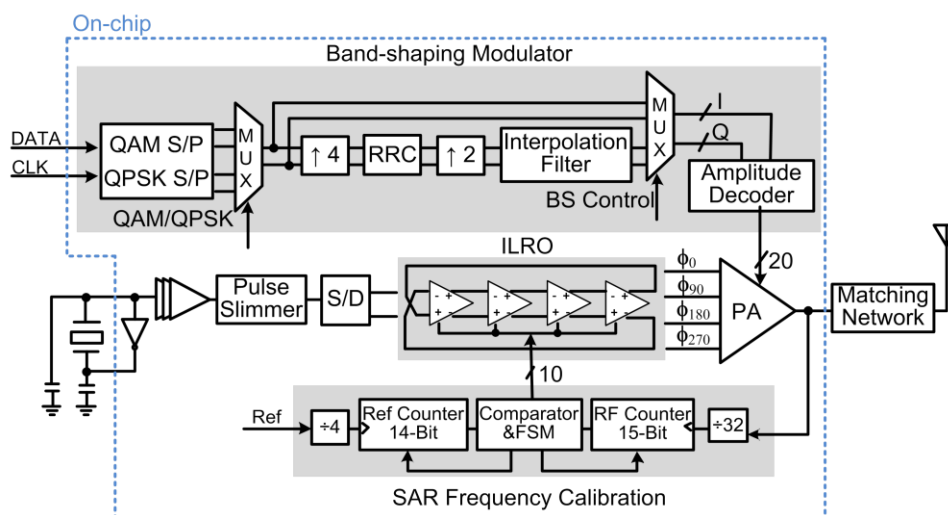 On-chip
Band-shaping Modulator
DATA
CLK
QAM S/P
QPSK S/P
MUX
QAM/QPSK
↑ 4
RRC
↑ 2
Interpolation
Filter
MUX
BS Control
I
Q
Amplitude
Decoder
20
ILRO
Pulse
Slimmer
S/D
- +
+ -
- +
+ -
- +
+ -
- +
+ -
ϕ0
ϕ90
ϕ180
ϕ270
PA
Matching
Network
10
Ref
÷4
Ref Counter
14-Bit
Comparator
&FSM
RF Counter
15-Bit
÷32
SAR Frequency Calibration